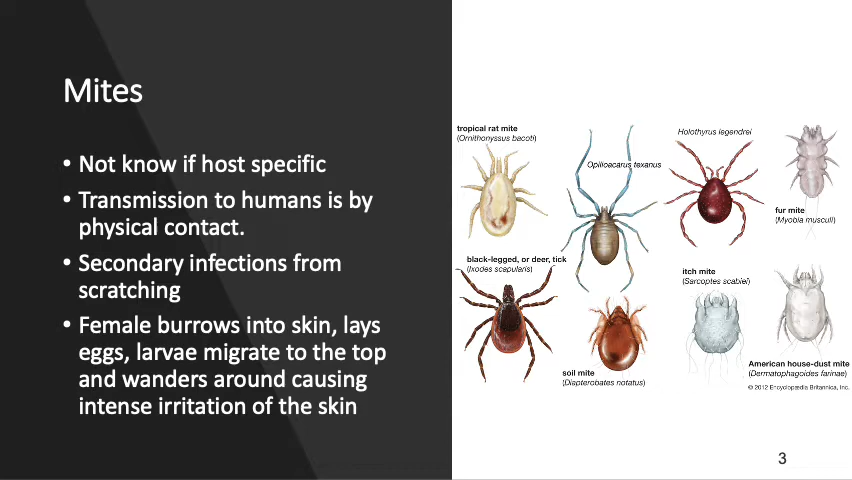 Mites
• Not know if host specific
• Transmission to humans is by
physical contact.
• Secondary infections from
scratching
• Female burrows into skin, lays
eggs, larvae migrate to the top
and wanders around causing
intense irritation of the skin
tropical rat mite
(Ornithonyssus bacoti)
Opilioacarus texanus
Holothyrus legendrei
fur mite
(Myobia musculi)
black-legged, or deer, tick
(Ixodes scapularis)
itch mite
(Sarcoptes scabiei)
soil mite
(Diapterobates notatus)
American house-dust mite
(Dermatophagoides farinae)
© 2012 Encyclopædia Britannica, Inc.
3